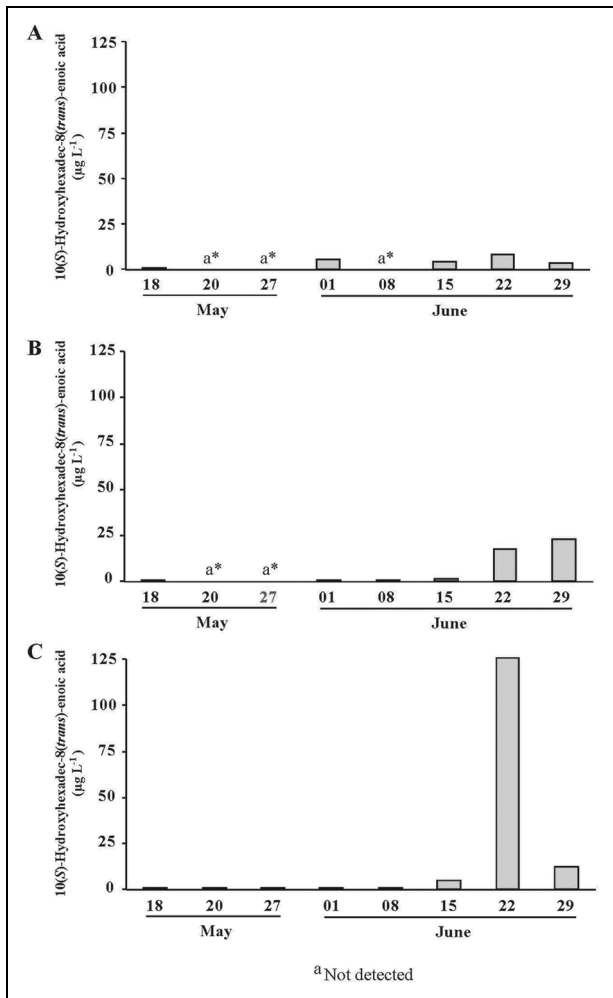 A
10(S)-Hydroxyhexadec-8(trans)-enoic acid
(µg L-1)
125
100
75
50
25
0
a* a* a*
18 20 27 01 08 15 22 29
May June
B
10(S)-Hydroxyhexadec-8(trans)-enoic acid
(µg L-1)
125
100
75
50
25
0
a* a*
18 20 27 01 08 15 22 29
May June
C
10(S)-Hydroxyhexadec-8(trans)-enoic acid
(µg L-1)
125
100
75
50
25
0
18 20 27 01 08 15 22 29
May June
a Not detected